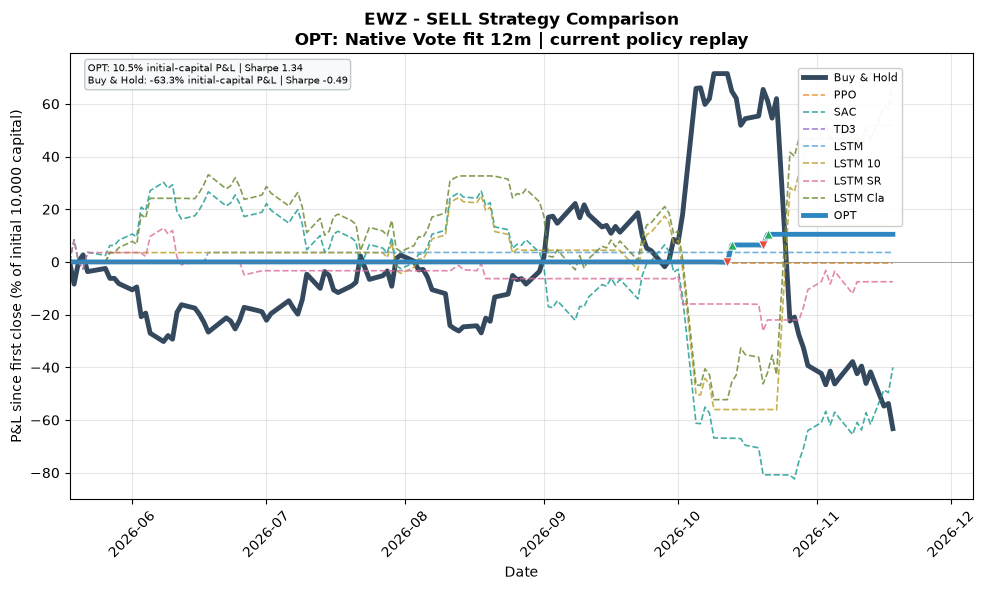 EWZ - SELL Strategy Comparison
OPT: Native Vote fit 12m | current policy replay
OPT: 10.5% initial-capital P&L | Sharpe 1.34
Buy & Hold: -63.3% initial-capital P&L | Sharpe -0.49
Buy & Hold
PPO
SAC
TD3
LSTM
LSTM 10
LSTM SR
LSTM Cla
OPT
P&L since first close (% of initial 10,000 capital)
60
40
20
0
−20
−40
−60
−80
2026-06
2026-07
2026-08
2026-09
2026-10
2026-11
2026-12
Date